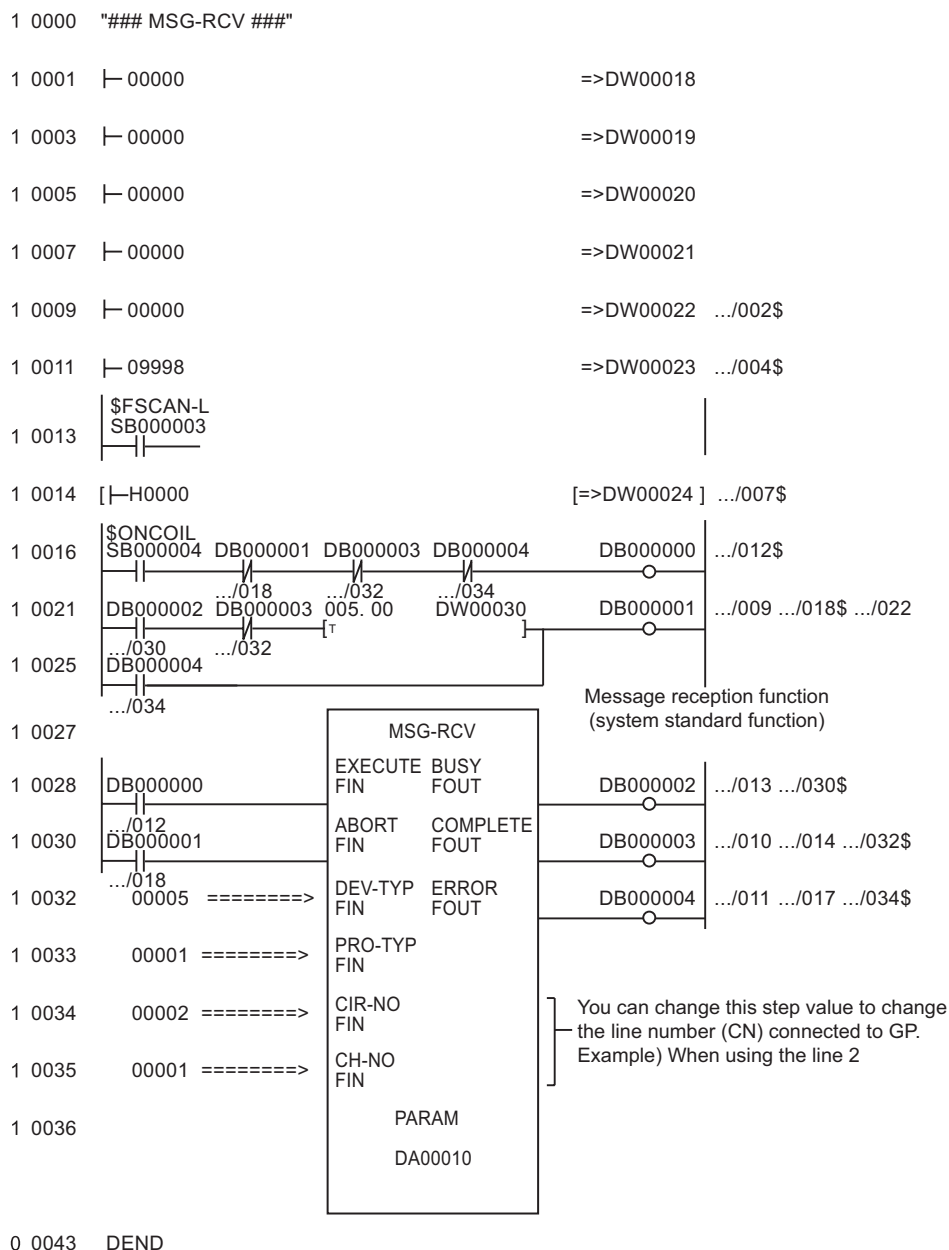 1 0000 "### MSG-RCV ###"
1 0001 00000 =>DW00018
1 0003 00000 =>DW00019
1 0005 00000 =>DW00020
1 0007 00000 =>DW00021
1 0009 00000 =>DW00022 .../002$
1 0011 09998 =>DW00023 .../004$
$FSCAN-L
1 0013 SB000003
1 0014 [ H0000 [=>DW00024 ] .../007$
$ONCOIL
1 0016 SB000004 DB000001 DB000003 DB000004 DB000000 .../012$
.../018 .../032 .../034
1 0021 DB000002 DB000003 005. 00 DW00030 DB000001 .../009 .../018$ .../022
[T ]
.../030 .../032
1 0025 DB000004
.../034
Message reception function
(system standard function)
1 0027 MSG-RCV
EXECUTE BUSY
1 0028 DB000000 FIN FOUT DB000002 .../013 .../030$
.../012
ABORT COMPLETE
1 0030 DB000001 FIN FOUT DB000003 .../010 .../014 .../032$
.../018
DEV-TYP ERROR
1 0032 00005 ========> FIN FOUT DB000004 .../011 .../017 .../034$
PRO-TYP
1 0033 00001 ========> FIN
CIR-NO
1 0034 00002 ========> FIN
You can change this step value to change
the line number (CN) connected to GP.
Example) When using the line 2
CH-NO
1 0035 00001 ========> FIN
1 0036 PARAM
DA00010
0 0043 DEND